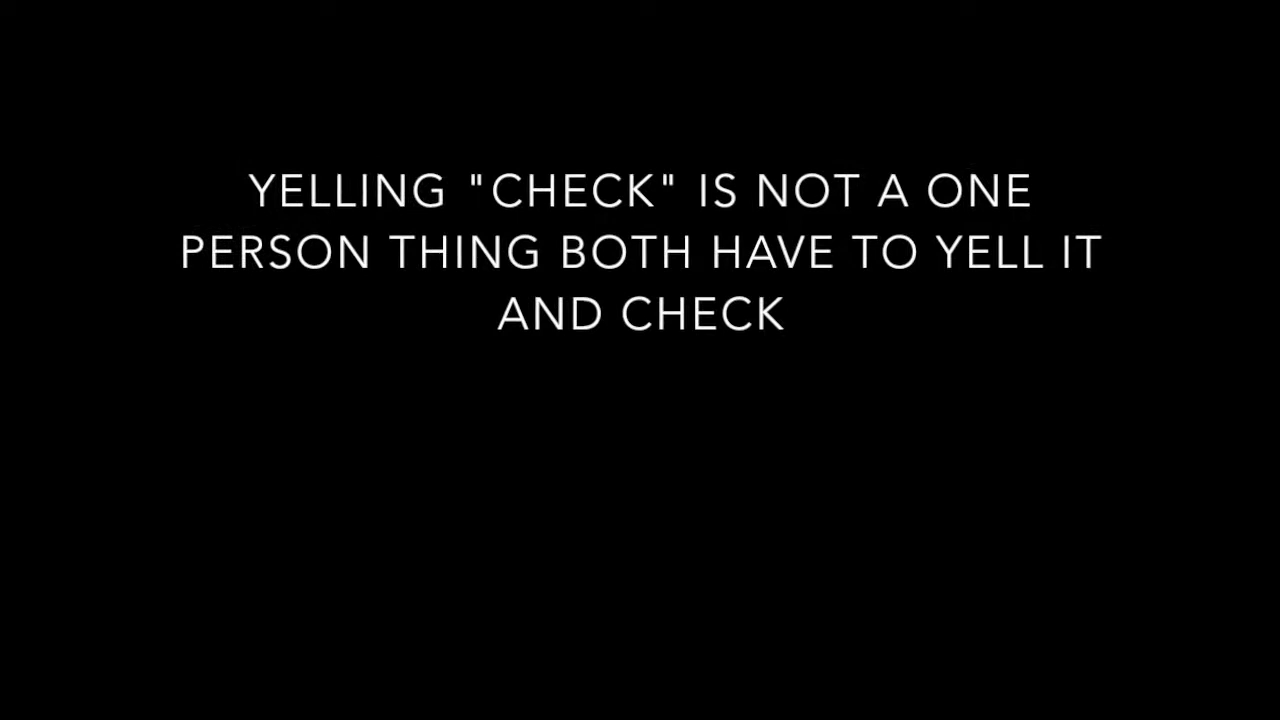 YELLING "CHECK" IS NOT A ONE
PERSON THING BOTH HAVE TO YELL IT
AND CHECK